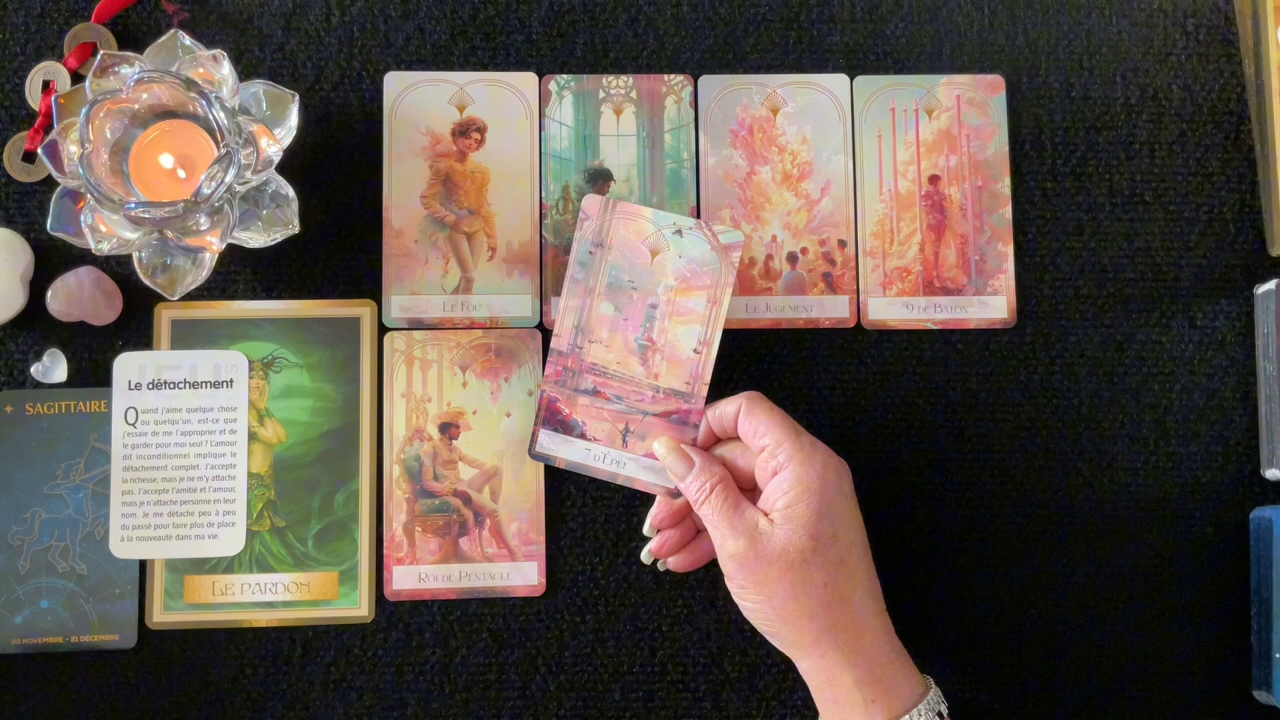 Le Fou
Le Jugement
9 de Bâton
7 d'Épée
Roi de Pentacle
Le Pardon
Le détachement
Quand j'aime quelque chose
ou quelqu'un, est-ce que
j'essaie de me l'approprier et de
le garder pour moi seul ? L'amour
dit inconditionnel implique le
détachement complet. J'accepte
la richesse, mais je ne m'y attache
pas. J'accepte l'amitié et l'amour,
mais je n'attache personne en leur
nom. Je me détache peu à peu
du passé pour faire plus de place
à la nouveauté dans ma vie.
SAGITTAIRE
23 NOVEMBRE - 21 DÉCEMBRE